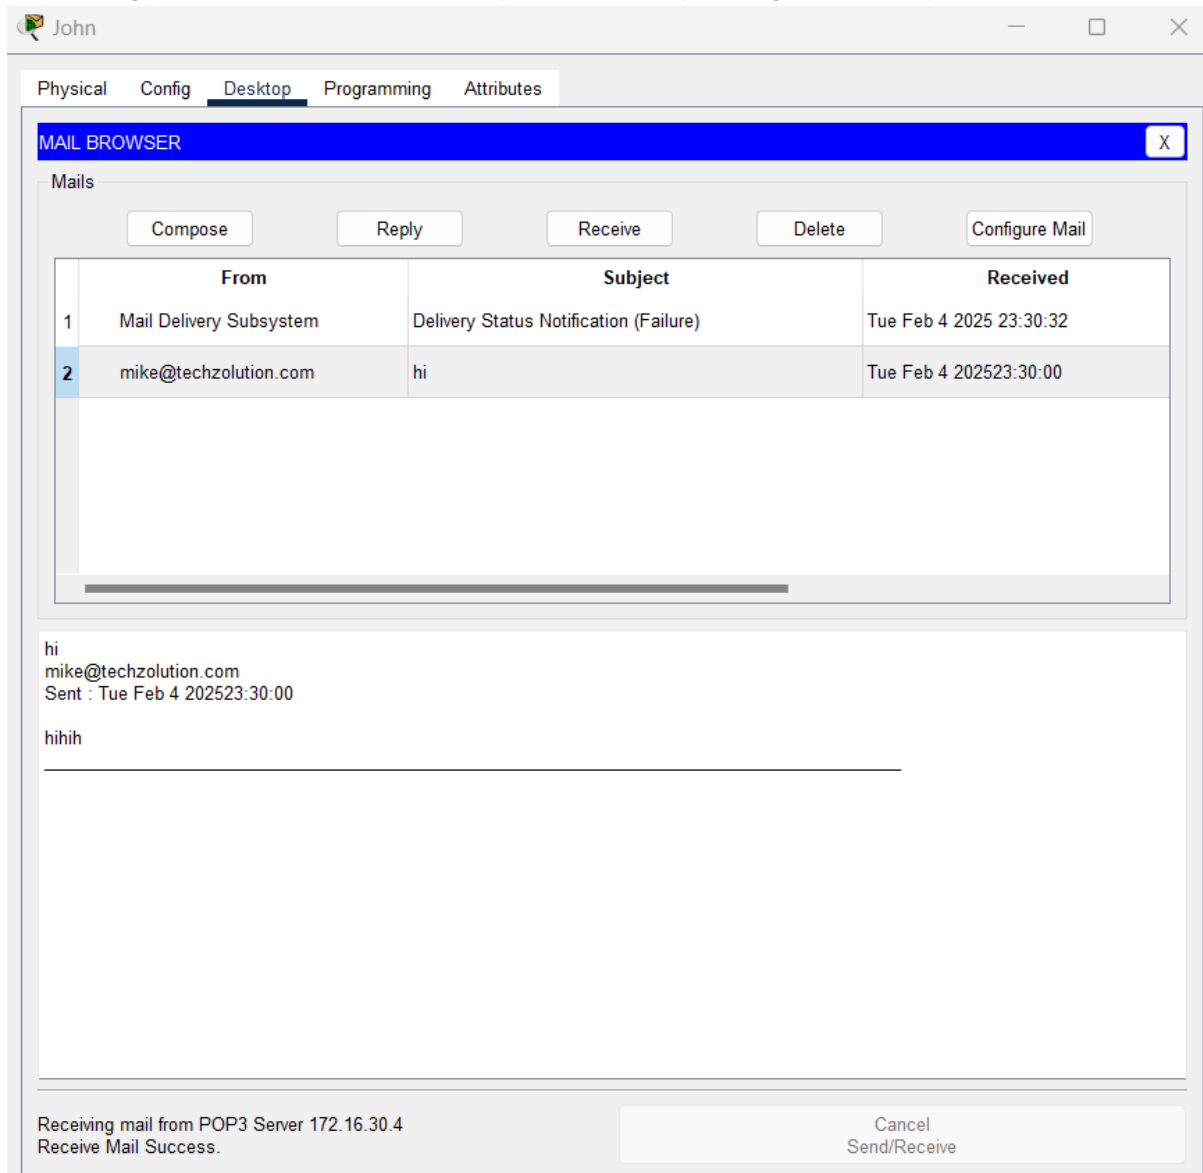 John
Physical Config Desktop Programming Attributes
MAIL BROWSER X
Mails
Compose Reply Receive Delete Configure Mail
From Subject Received
1 Mail Delivery Subsystem Delivery Status Notification (Failure) Tue Feb 4 2025 23:30:32
2 mike@techzolution.com hi Tue Feb 4 202523:30:00
hi
mike@techzolution.com
Sent : Tue Feb 4 202523:30:00
hihih
Receiving mail from POP3 Server 172.16.30.4
Receive Mail Success.
Cancel
Send/Receive